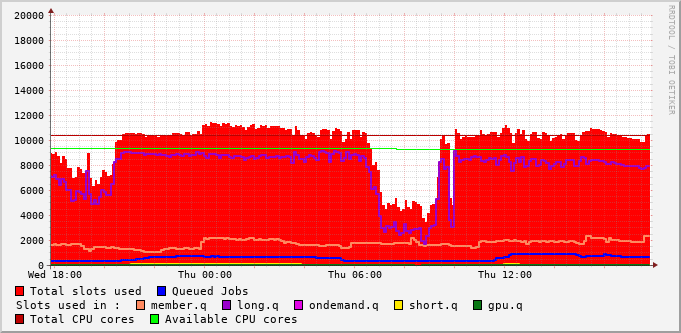 20000
18000
16000
14000
12000
10000
8000
6000
4000
2000
0
Wed 18:00 Thu 00:00 Thu 06:00 Thu 12:00
Total slots used Queued Jobs
Slots used in : member.q long.q ondemand.q short.q gpu.q
Total CPU cores Available CPU cores
RRDTOOL / TOBI OETIKER